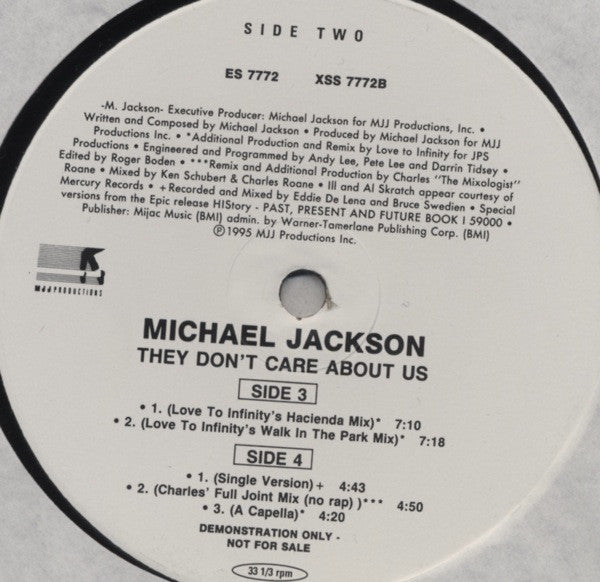 SIDE TWO
ES 7772 XSS 7772B
-M. Jackson- Executive Producer: Michael Jackson for MJJ Productions, Inc. •
Written and Composed by Michael Jackson • Produced by Michael Jackson for MJJ
Productions Inc. • *Additional Production and Remix by Love to Infinity for JPS
Productions • Engineered and Programmed by Andy Lee, Pete Lee and Darrin Tidsey •
Edited by Roger Boden • ***Remix and Additional Production by Charles "The Mixologist"
Roane • Mixed by Ken Schubert & Charles Roane • Ill and Al Skratch appear courtesy of
Mercury Records • +Recorded and Mixed by Eddie De Lena and Bruce Swedien • Special
versions from the Epic release HIStory - PAST, PRESENT AND FUTURE BOOK I 59000 •
Publisher: Mijac Music (BMI) admin. by Warner-Tamerlane Publishing Corp. (BMI)
℗1995 MJJ Productions Inc.
MJJ PRODUCTIONS
MICHAEL JACKSON
THEY DON'T CARE ABOUT US
SIDE 3
• 1. (Love To Infinity's Hacienda Mix)* 7:10
• 2. (Love To Infinity's Walk In The Park Mix)* 7:18
SIDE 4
• 1. (Single Version)+ 4:43
• 2. (Charles' Full Joint Mix (no rap) )*** 4:50
• 3. (A Capella)* 4:20
DEMONSTRATION ONLY -
NOT FOR SALE
33 1/3 rpm